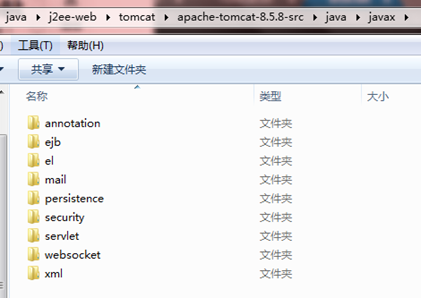 java ▸ j2ee-web ▸ tomcat ▸ apache-tomcat-8.5.8-src ▸ java ▸ javax ▸
) 工具(T) 帮助(H)
共享 新建文件夹
名称 类型 大小
annotation 文件夹
ejb 文件夹
el 文件夹
mail 文件夹
persistence 文件夹
security 文件夹
servlet 文件夹
websocket 文件夹
xml 文件夹